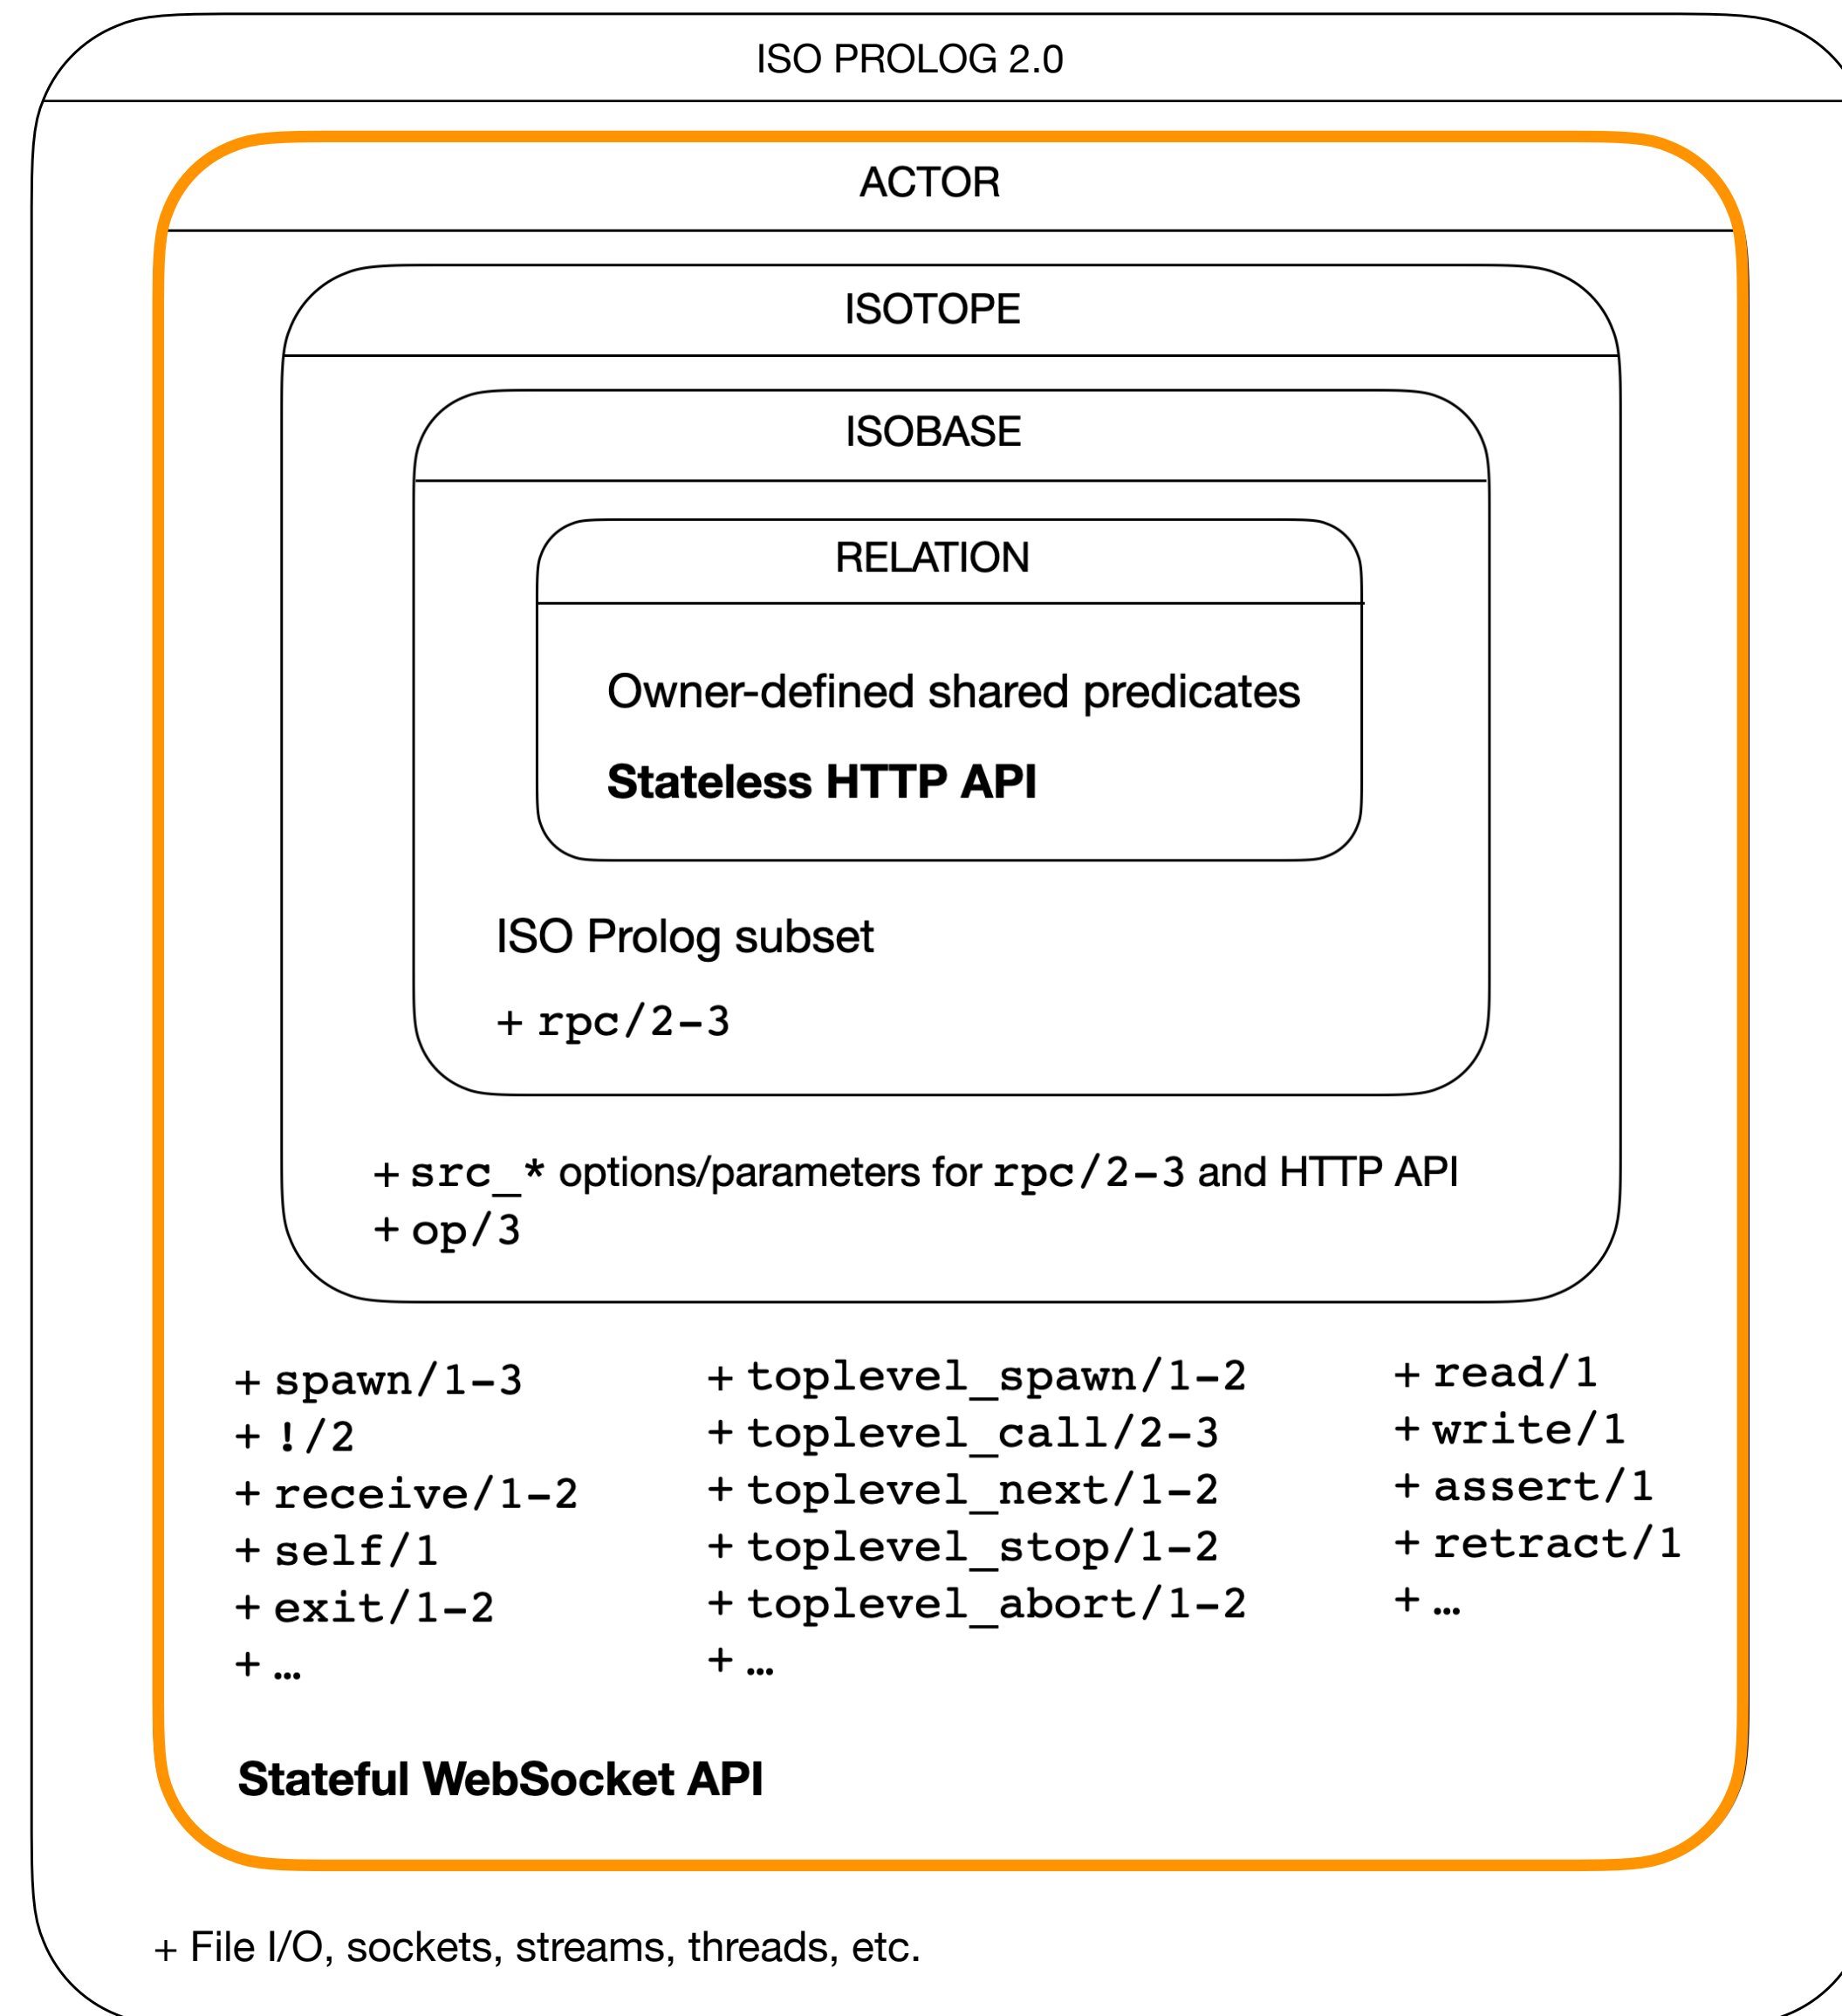 ISO PROLOG 2.0
ACTOR
ISOTOPE
ISOBASE
RELATION
Owner-defined shared predicates
Stateless HTTP API
ISO Prolog subset
+ rpc/2-3
+ src_* options/parameters for rpc/2-3 and HTTP API
+ op/3
+ spawn/1-3
+ !/2
+ receive/1-2
+ self/1
+ exit/1-2
+ …
+ toplevel_spawn/1-2
+ toplevel_call/2-3
+ toplevel_next/1-2
+ toplevel_stop/1-2
+ toplevel_abort/1-2
+ …
+ read/1
+ write/1
+ assert/1
+ retract/1
+ …
Stateful WebSocket API
+ File I/O, sockets, streams, threads, etc.